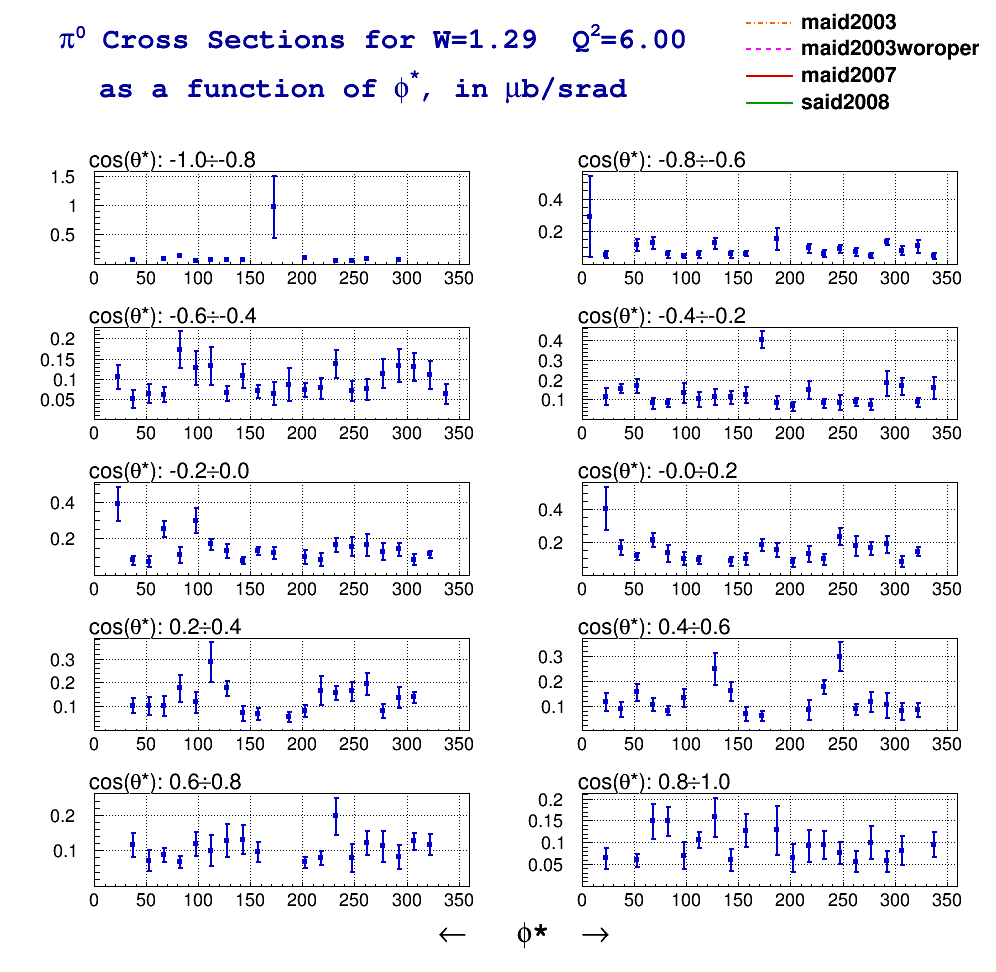 π⁰ Cross Sections for W=1.29 Q²=6.00
as a function of ϕ*, in μb/srad
maid2003
maid2003woroper
maid2007
said2008
cos(θ*): -1.0÷-0.8
1.5
1
0.5
0 50 100 150 200 250 300 350
cos(θ*): -0.8÷-0.6
0.4
0.2
0 50 100 150 200 250 300 350
cos(θ*): -0.6÷-0.4
0.2
0.15
0.1
0.05
0 50 100 150 200 250 300 350
cos(θ*): -0.4÷-0.2
0.4
0.3
0.2
0.1
0 50 100 150 200 250 300 350
cos(θ*): -0.2÷0.0
0.4
0.2
0 50 100 150 200 250 300 350
cos(θ*): -0.0÷0.2
0.4
0.2
0 50 100 150 200 250 300 350
cos(θ*): 0.2÷0.4
0.3
0.2
0.1
0 50 100 150 200 250 300 350
cos(θ*): 0.4÷0.6
0.3
0.2
0.1
0 50 100 150 200 250 300 350
cos(θ*): 0.6÷0.8
0.2
0.1
0 50 100 150 200 250 300 350
cos(θ*): 0.8÷1.0
0.2
0.15
0.1
0.05
0 50 100 150 200 250 300 350
← ϕ* →